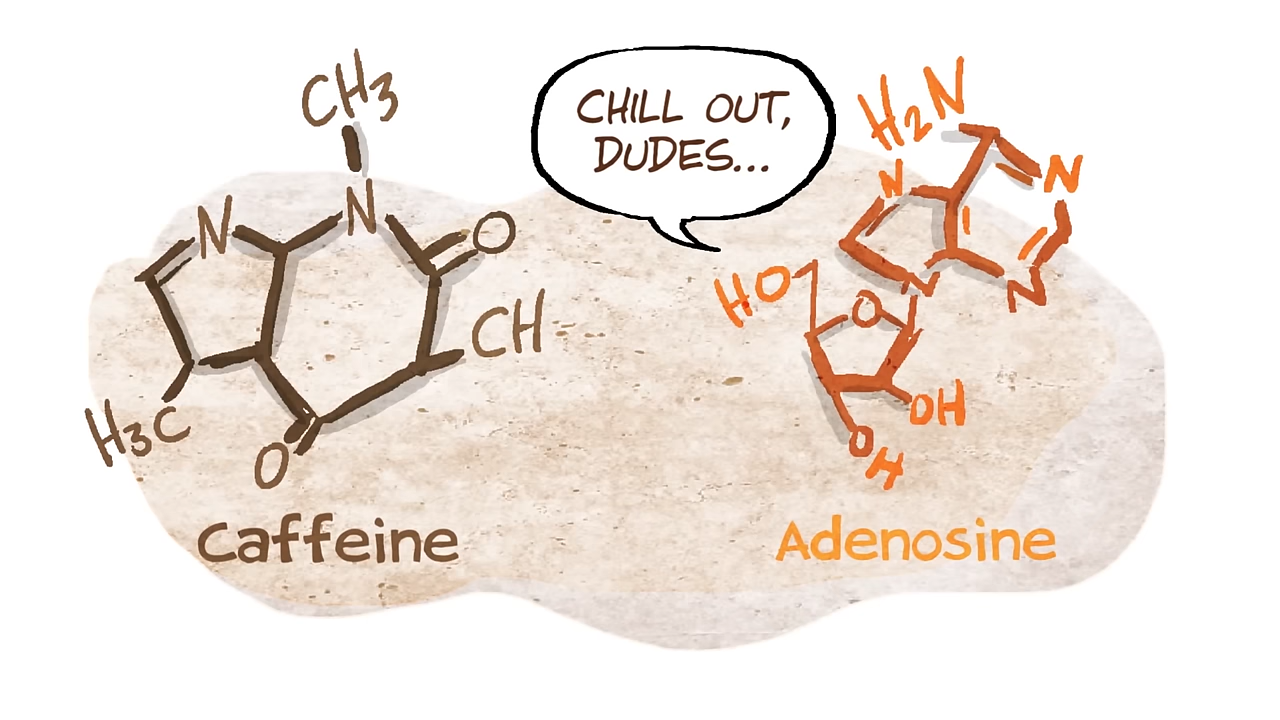 CH3
N
N
O
CH
H3C
O
Caffeine
CHILL OUT,
DUDES...
H2N
N
N
N
N
HO
O
OH
OH
Adenosine